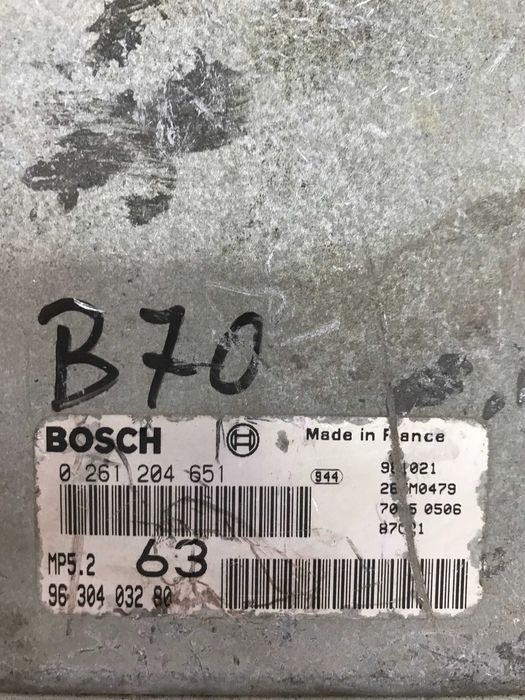 B70
BOSCH Made in France
0 261 204 651 944
63
MP5.2
96 304 032 80